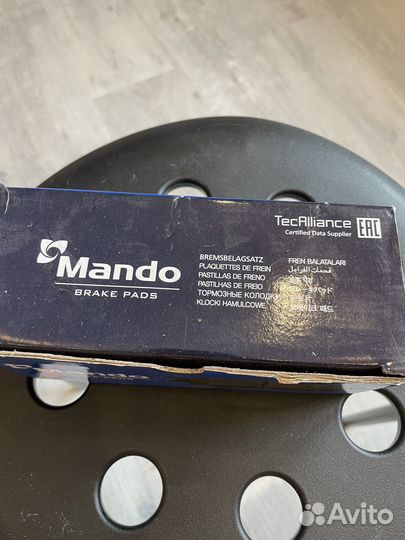 TecAlliance
Certified Data Supplier
EAC
Mando
BRAKE PADS
BREMSBELAGSATZ
PLAQUETTES DE FREIN
PASTILLAS DE FRENO
PASTILHAS DE FREIO
ТОРМОЗНЫЕ КОЛОДКИ
KLOCKI HAMULCOWE
FREN BALATALARI
Mando
Avito